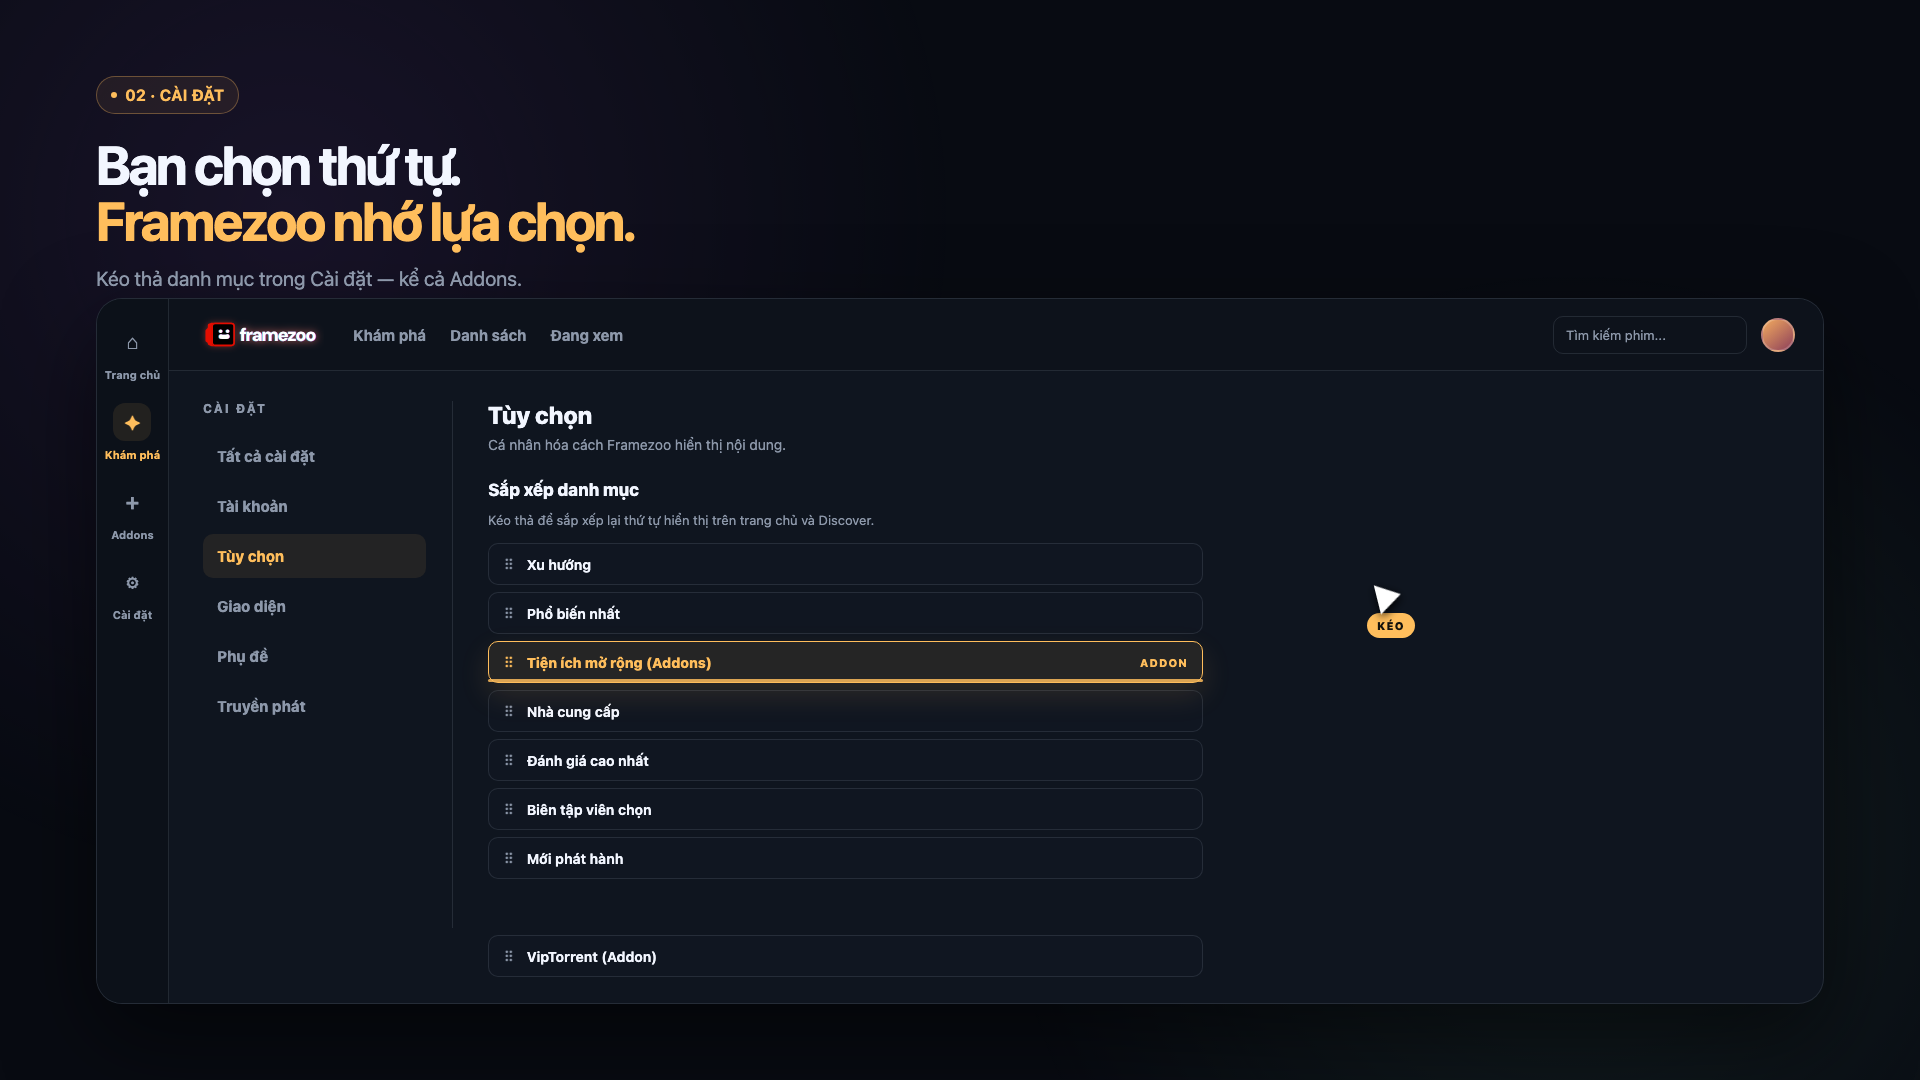 02 · CÀI ĐẶT
Bạn chọn thứ tự.
Framezoo nhớ lựa chọn.
Kéo thả danh mục trong Cài đặt — kể cả Addons.
framezoo
Khám phá
Danh sách
Đang xem
Tìm kiếm phim...
Trang chủ
Khám phá
Addons
Cài đặt
CÀI ĐẶT
Tất cả cài đặt
Tài khoản
Tùy chọn
Giao diện
Phụ đề
Truyền phát
Tùy chọn
Cá nhân hóa cách Framezoo hiển thị nội dung.
Sắp xếp danh mục
Kéo thả để sắp xếp lại thứ tự hiển thị trên trang chủ và Discover.
Xu hướng
Phổ biến nhất
Tiện ích mở rộng (Addons) ADDON
Nhà cung cấp
Đánh giá cao nhất
Biên tập viên chọn
Mới phát hành
VipTorrent (Addon)
KÉO